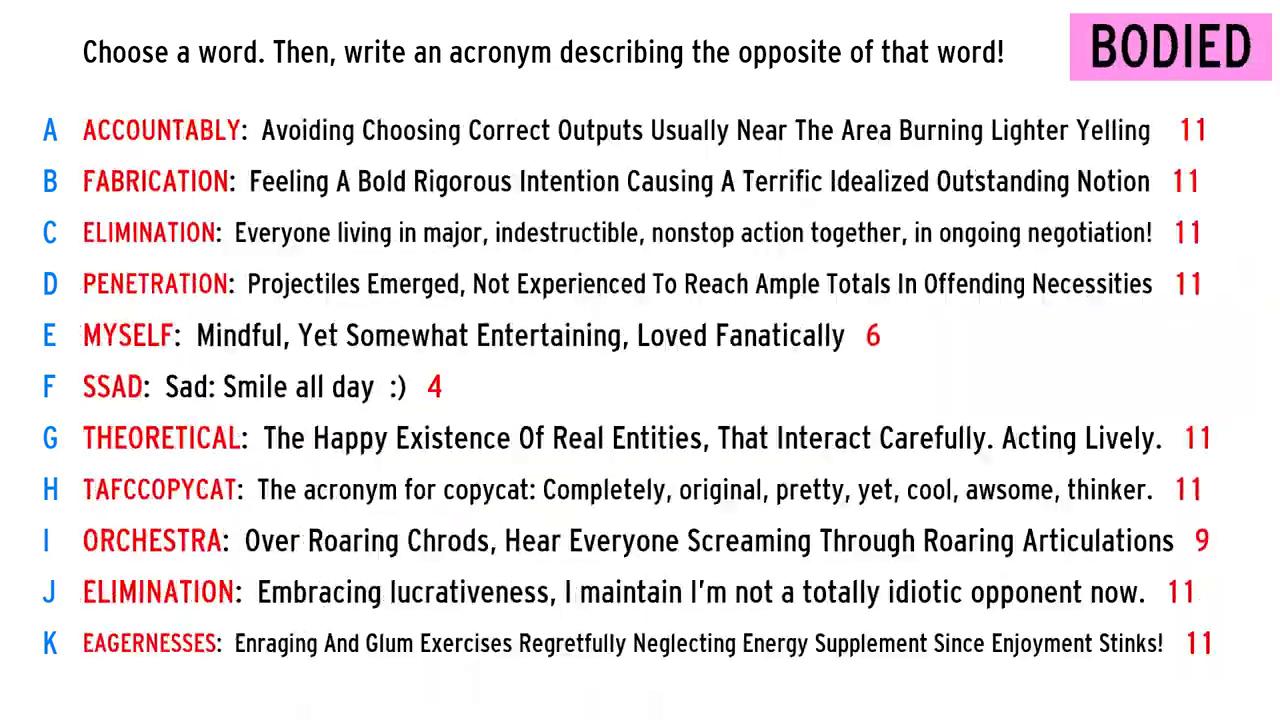 Choose a word. Then, write an acronym describing the opposite of that word!
BODIED
A ACCOUNTABLY: Avoiding Choosing Correct Outputs Usually Near The Area Burning Lighter Yelling 11
B FABRICATION: Feeling A Bold Rigorous Intention Causing A Terrific Idealized Outstanding Notion 11
C ELIMINATION: Everyone living in major, indestructible, nonstop action together, in ongoing negotiation! 11
D PENETRATION: Projectiles Emerged, Not Experienced To Reach Ample Totals In Offending Necessities 11
E MYSELF: Mindful, Yet Somewhat Entertaining, Loved Fanatically 6
F SSAD: Sad: Smile all day :) 4
G THEORETICAL: The Happy Existence Of Real Entities, That Interact Carefully. Acting Lively. 11
H TAFCCOPYCAT: The acronym for copycat: Completely, original, pretty, yet, cool, awsome, thinker. 11
I ORCHESTRA: Over Roaring Chrods, Hear Everyone Screaming Through Roaring Articulations 9
J ELIMINATION: Embracing lucrativeness, I maintain I'm not a totally idiotic opponent now. 11
K EAGERNESSES: Enraging And Glum Exercises Regretfully Neglecting Energy Supplement Since Enjoyment Stinks! 11